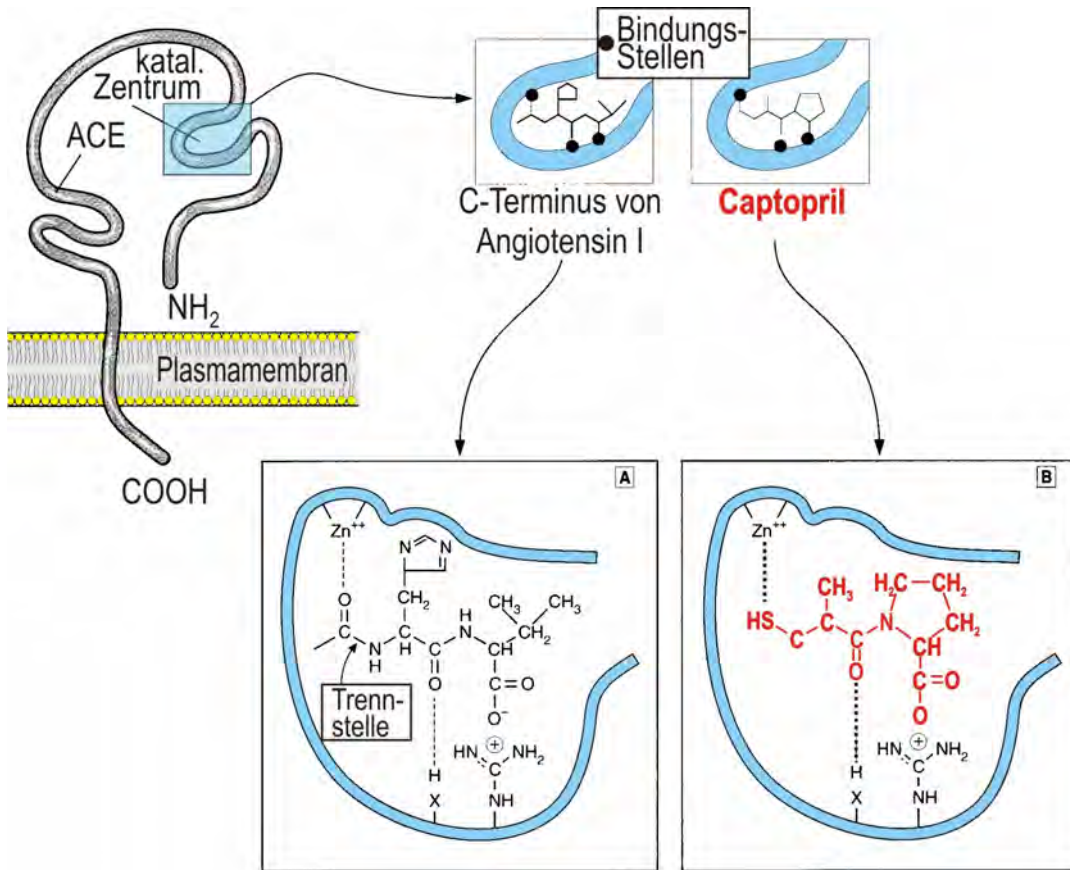 katal.
Zentrum
ACE
NH2
Plasmamembran
COOH
Bindungs-
Stellen
C-Terminus von
Angiotensin I
Captopril
A
Zn++
N
N
O
CH2
CH3
CH3
H
C
N
C
C
N
C
CH2
H
H
C
H
O
C=O
O-
Trenn-
stelle
+
HN
NH2
C
H
NH
X
B
Zn++
CH3
H2C
CH2
HS
C
N
CH2
C
C
C
H
O
C=O
O
+
HN
NH2
C
H
NH
X